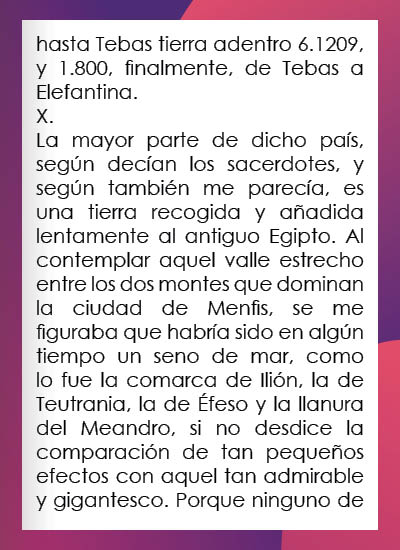 hasta Tebas tierra adentro 6.1209,
y 1.800, finalmente, de Tebas a
Elefantina.
X.
La mayor parte de dicho país,
según decían los sacerdotes, y
según también me parecía, es
una tierra recogida y añadida
lentamente al antiguo Egipto. Al
contemplar aquel valle estrecho
entre los dos montes que dominan
la ciudad de Menfis, se me
figuraba que habría sido en algún
tiempo un seno de mar, como
lo fue la comarca de Ilión, la de
Teutrania, la de Éfeso y la llanura
del Meandro, si no desdice la
comparación de tan pequeños
efectos con aquel tan admirable
y gigantesco. Porque ninguno de